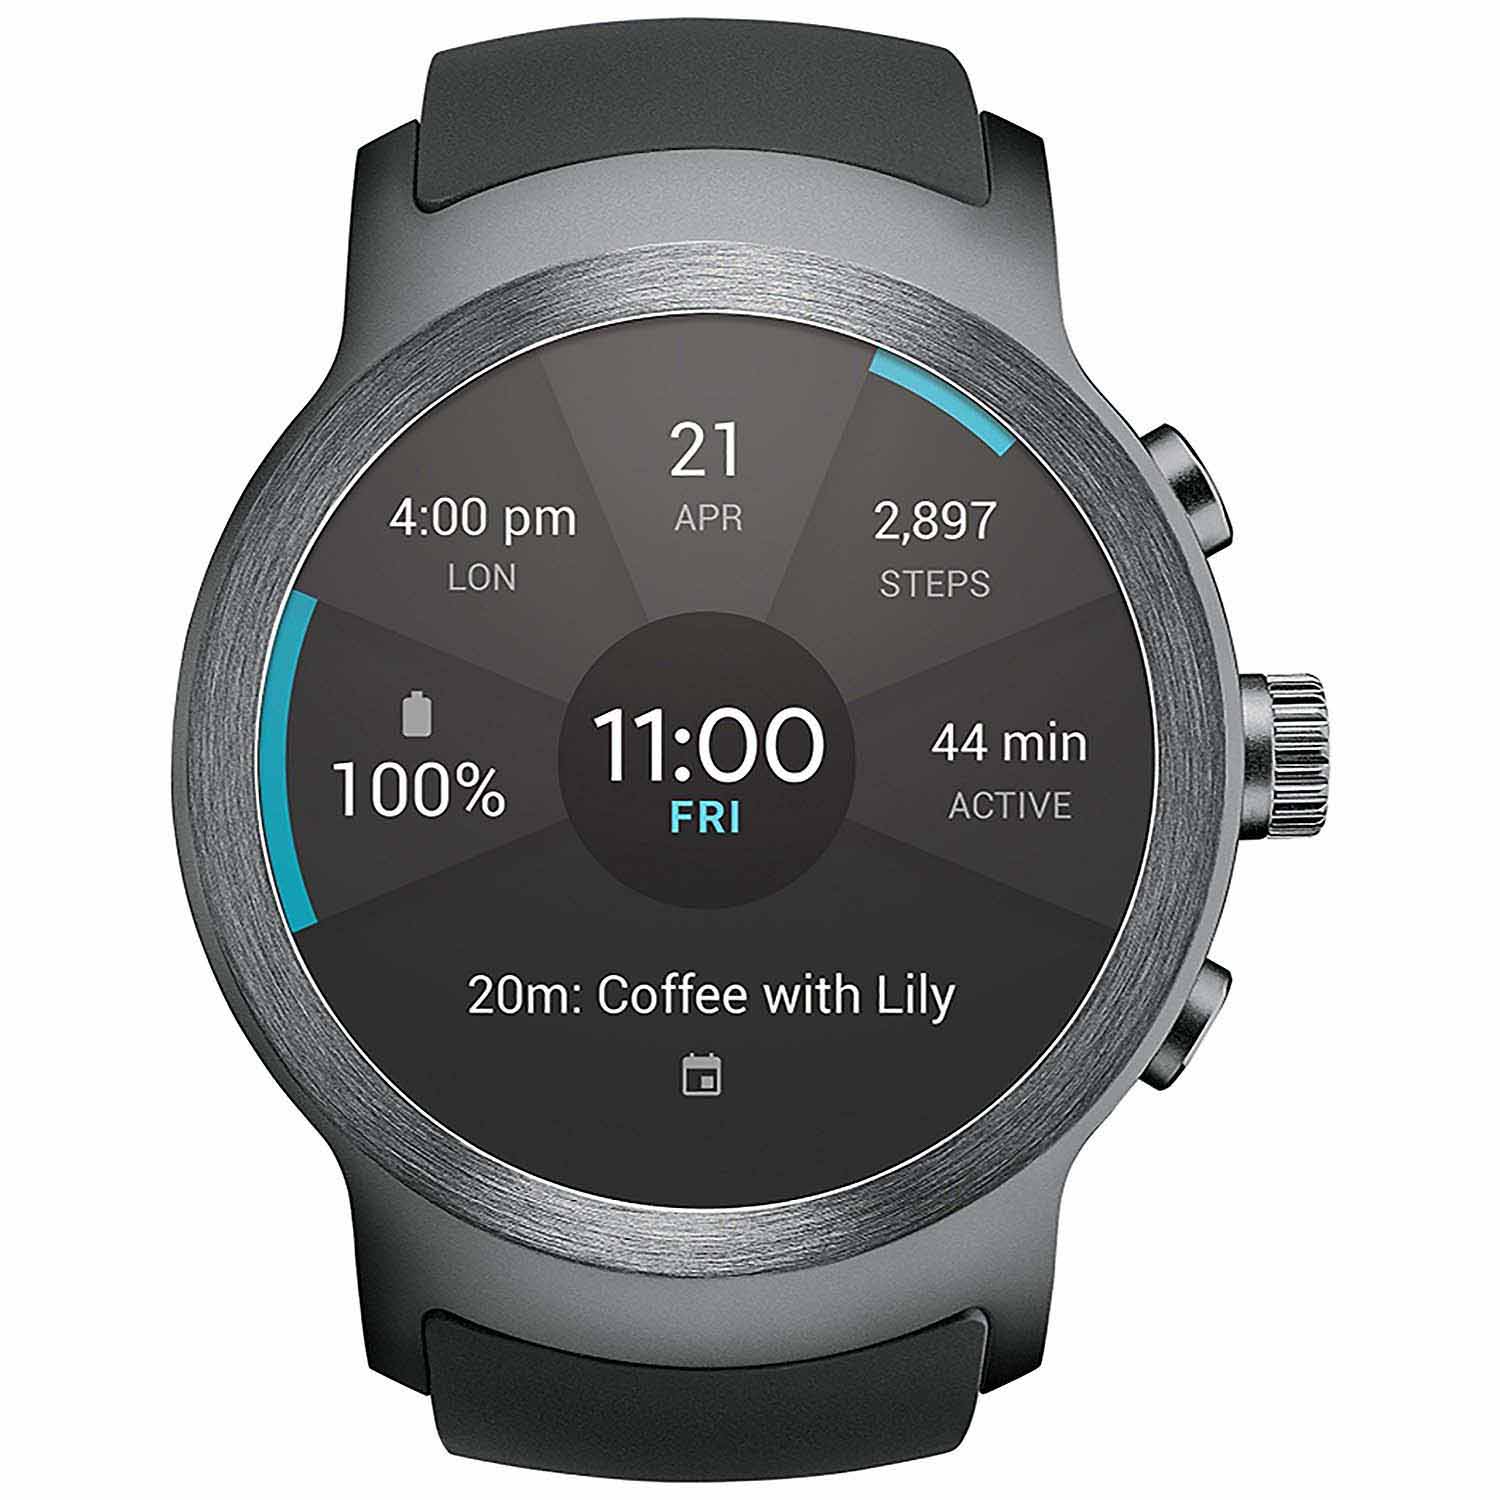 21
APR
4:00 pm
LON
2,897
STEPS
100%
11:00
FRI
44 min
ACTIVE
20m: Coffee with Lily